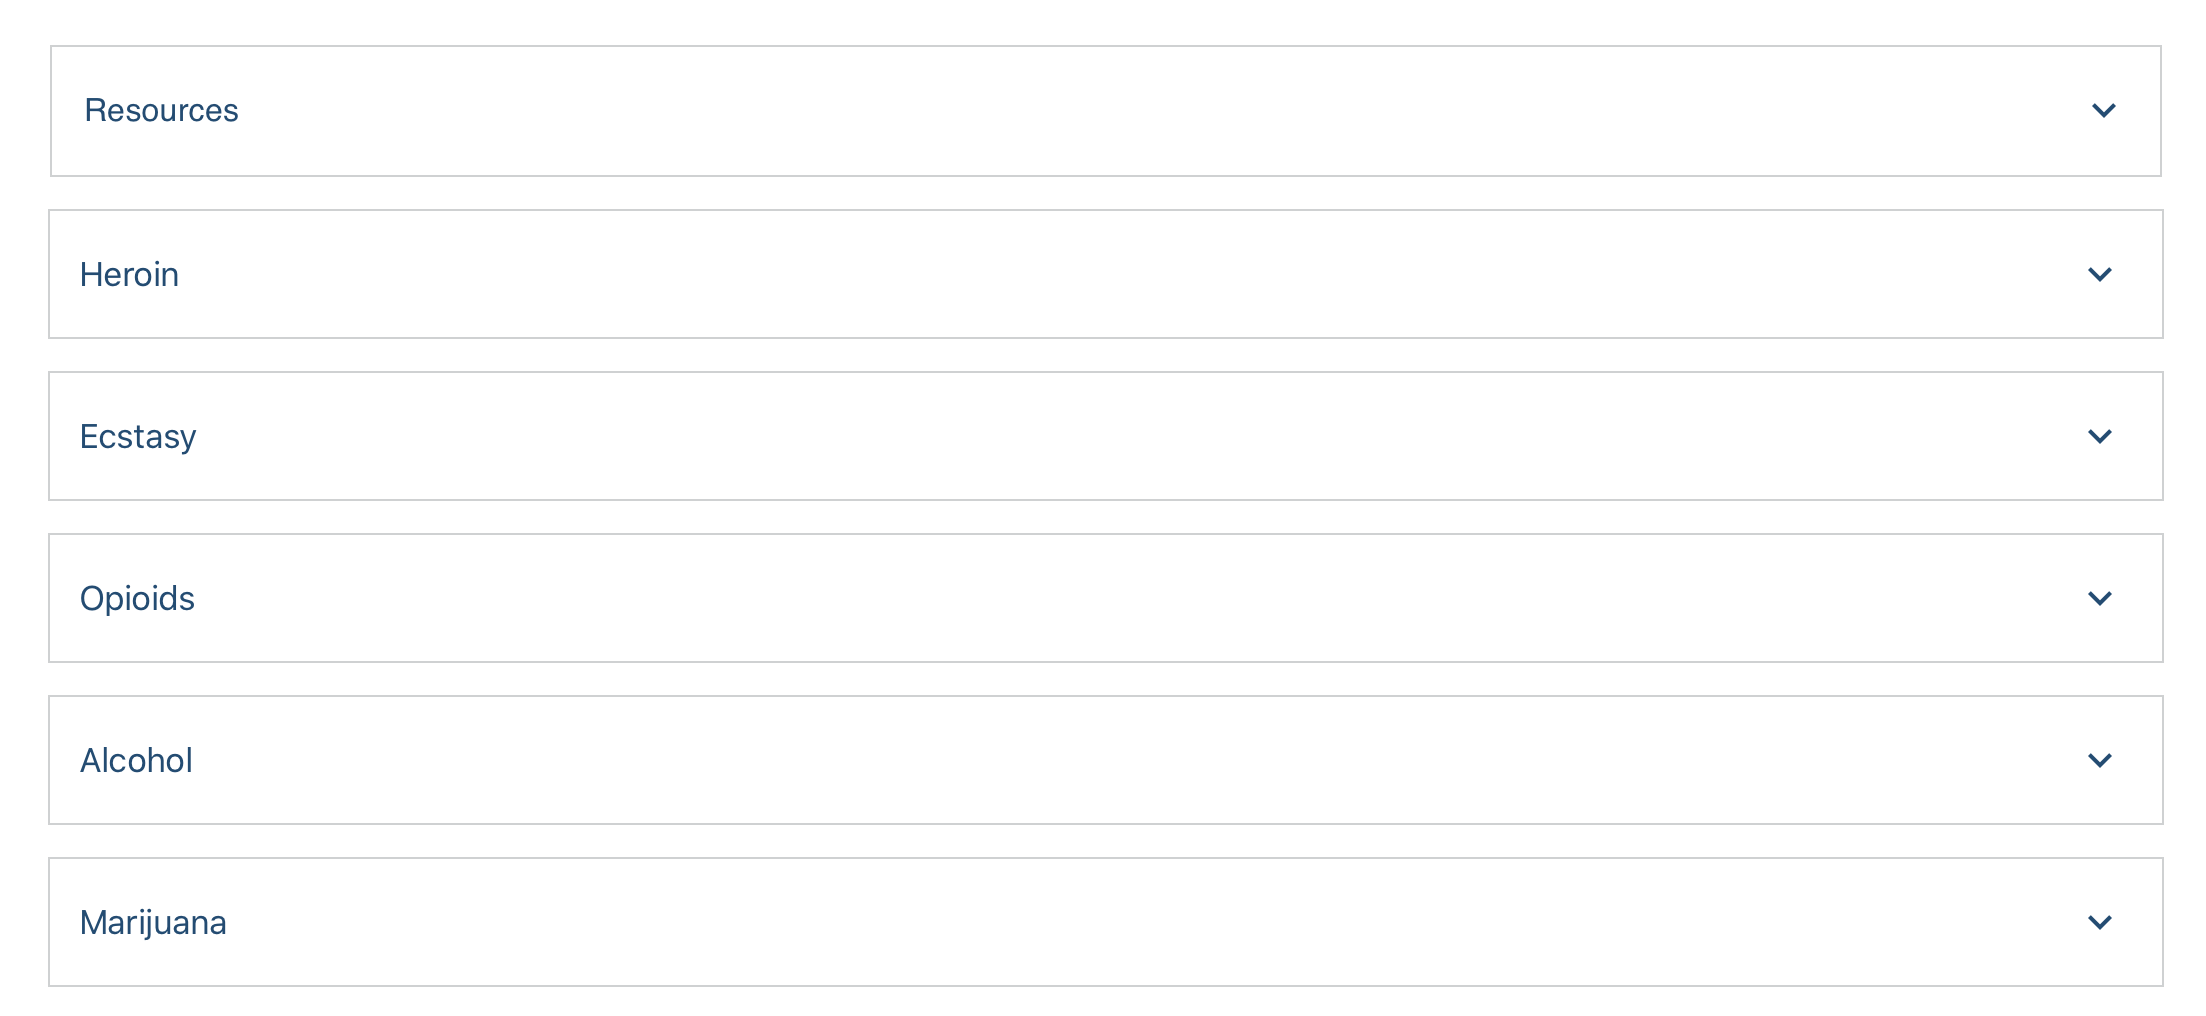 Resources
Heroin
Ecstasy
Opioids
Alcohol
Marijuana